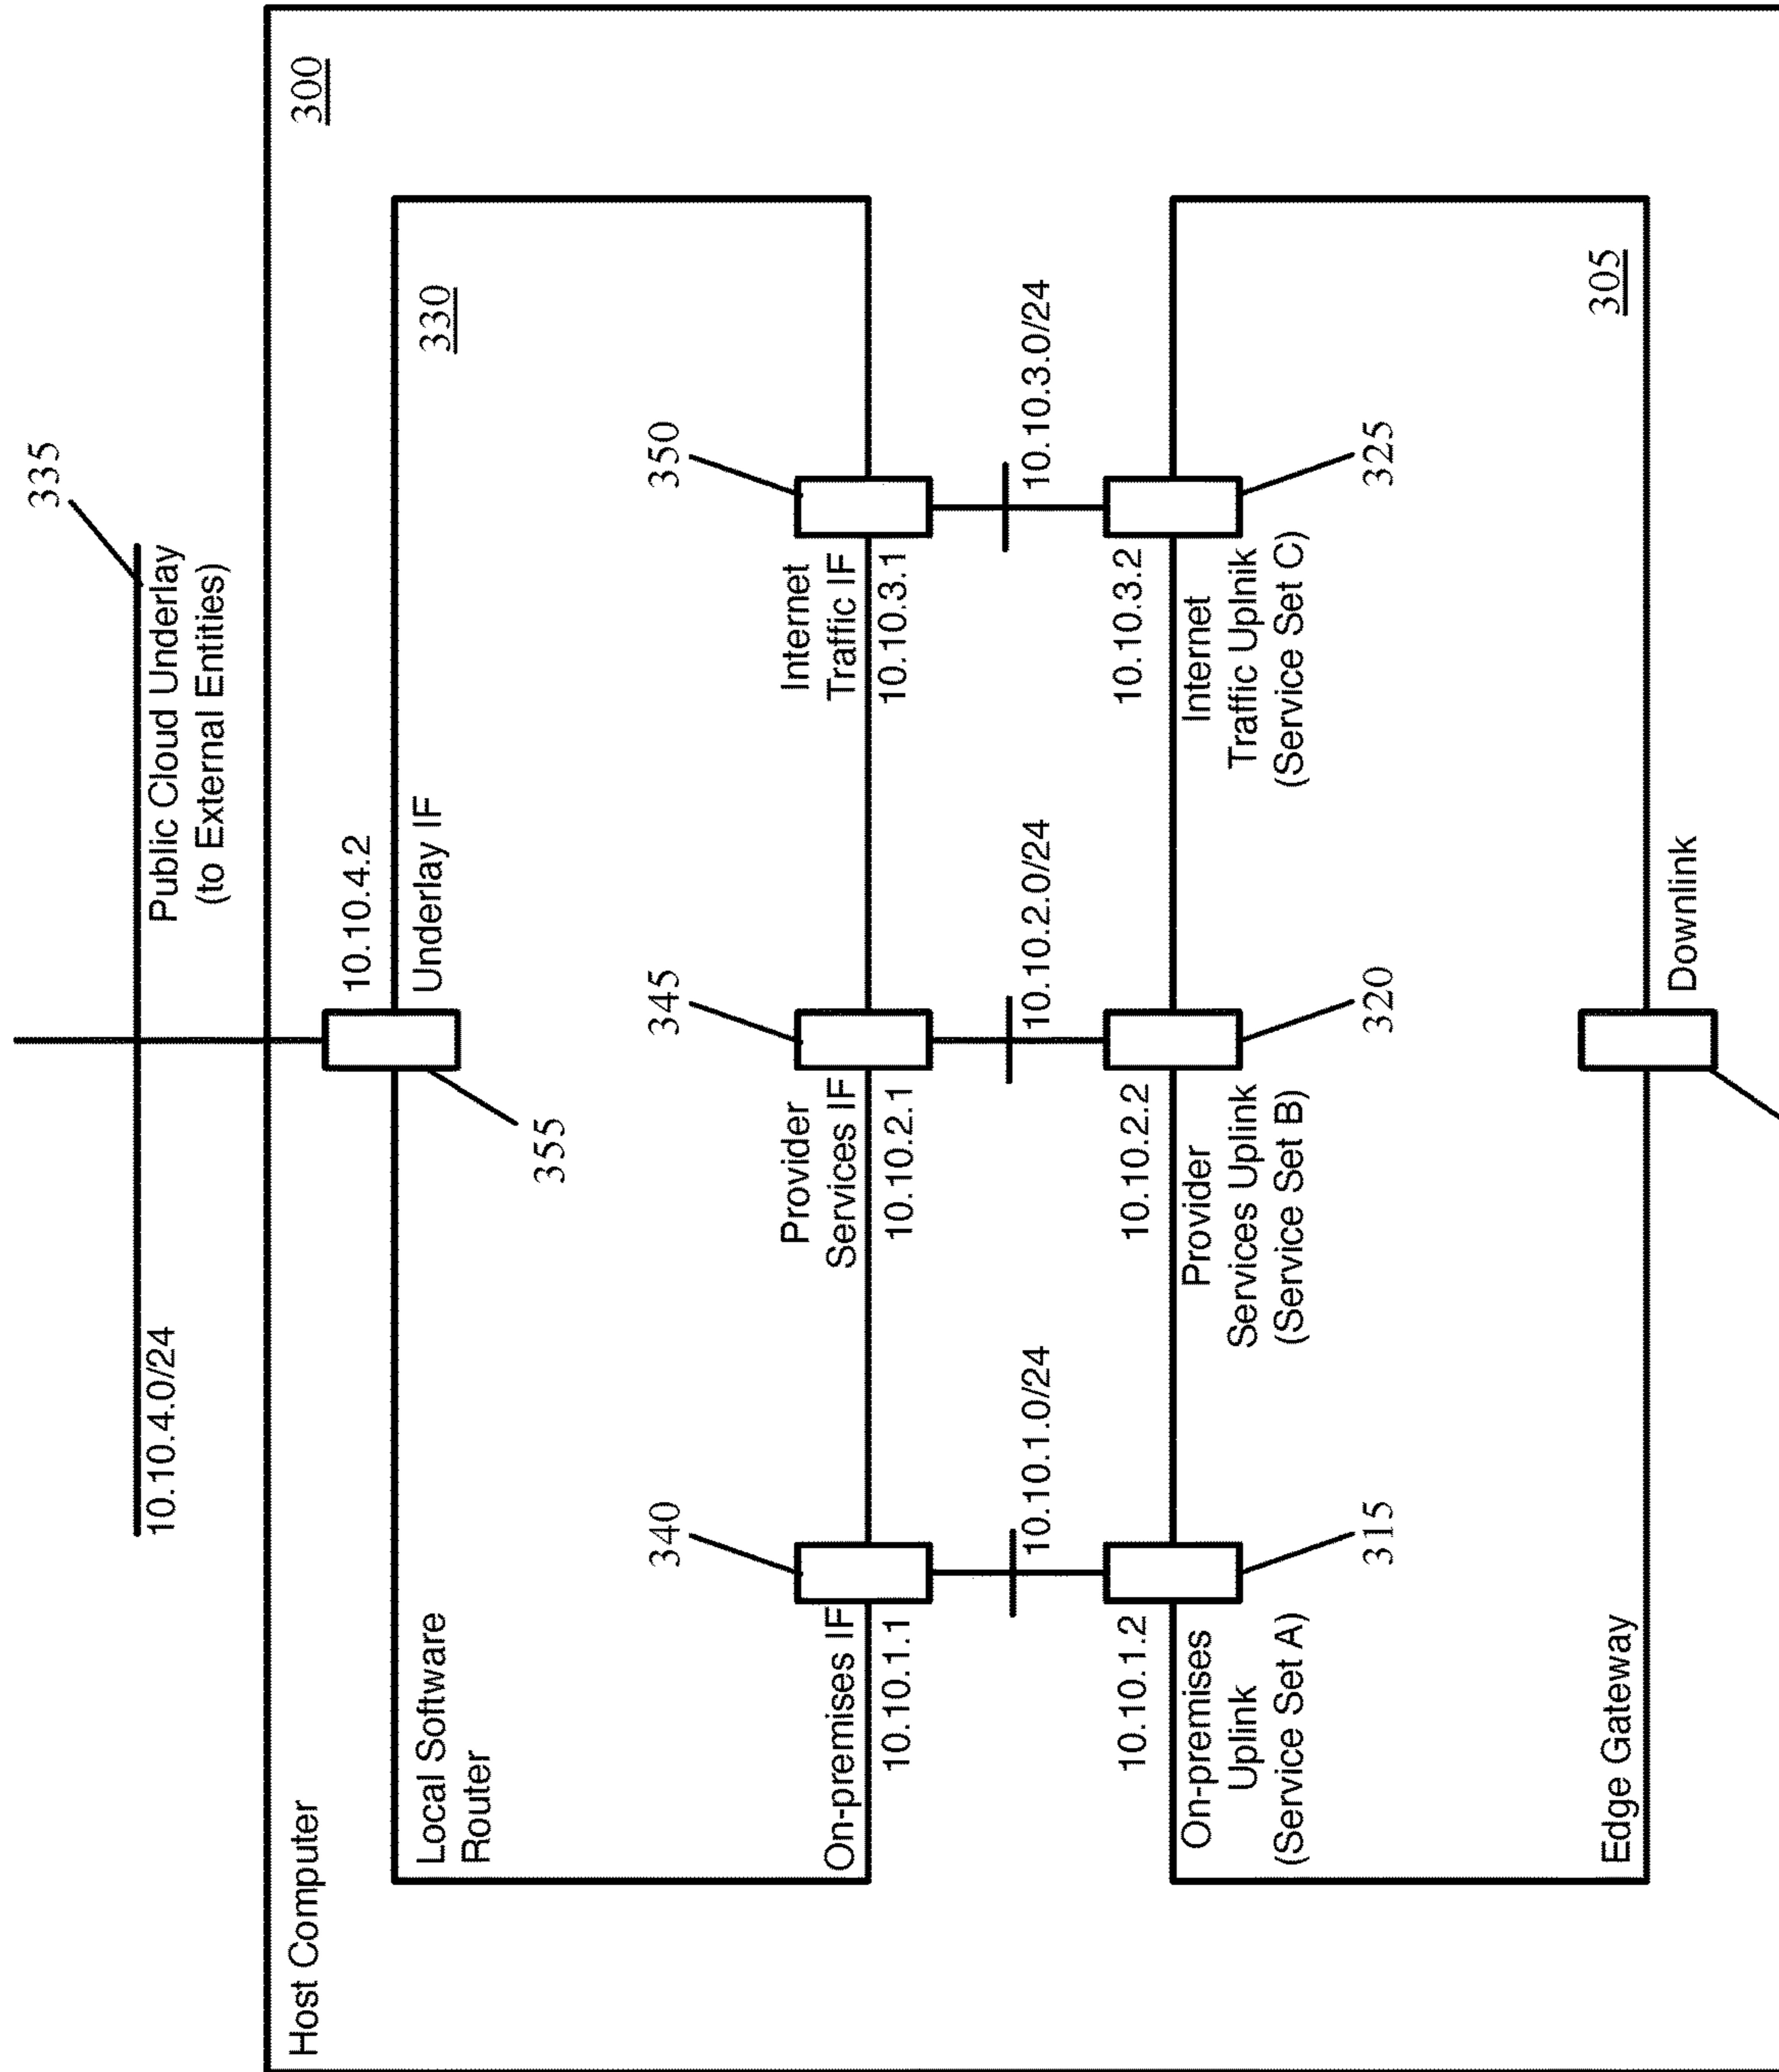 335
10.10.4.0/24
Public Cloud Underlay
(to External Entities)
Host Computer
300
10.10.4.2
Underlay IF
355
Local Software
Router
330
340
345
350
On-premises IF
10.10.1.1
Provider
Services IF
10.10.2.1
Internet
Traffic IF
10.10.3.1
10.10.1.0/24
10.10.2.0/24
10.10.3.0/24
10.10.1.2
10.10.2.2
10.10.3.2
On-premises
Uplink
(Service Set A)
Provider
Services Uplink
(Service Set B)
Internet
Traffic Uplnik
(Service Set C)
315
320
325
Edge Gateway
305
Downlink